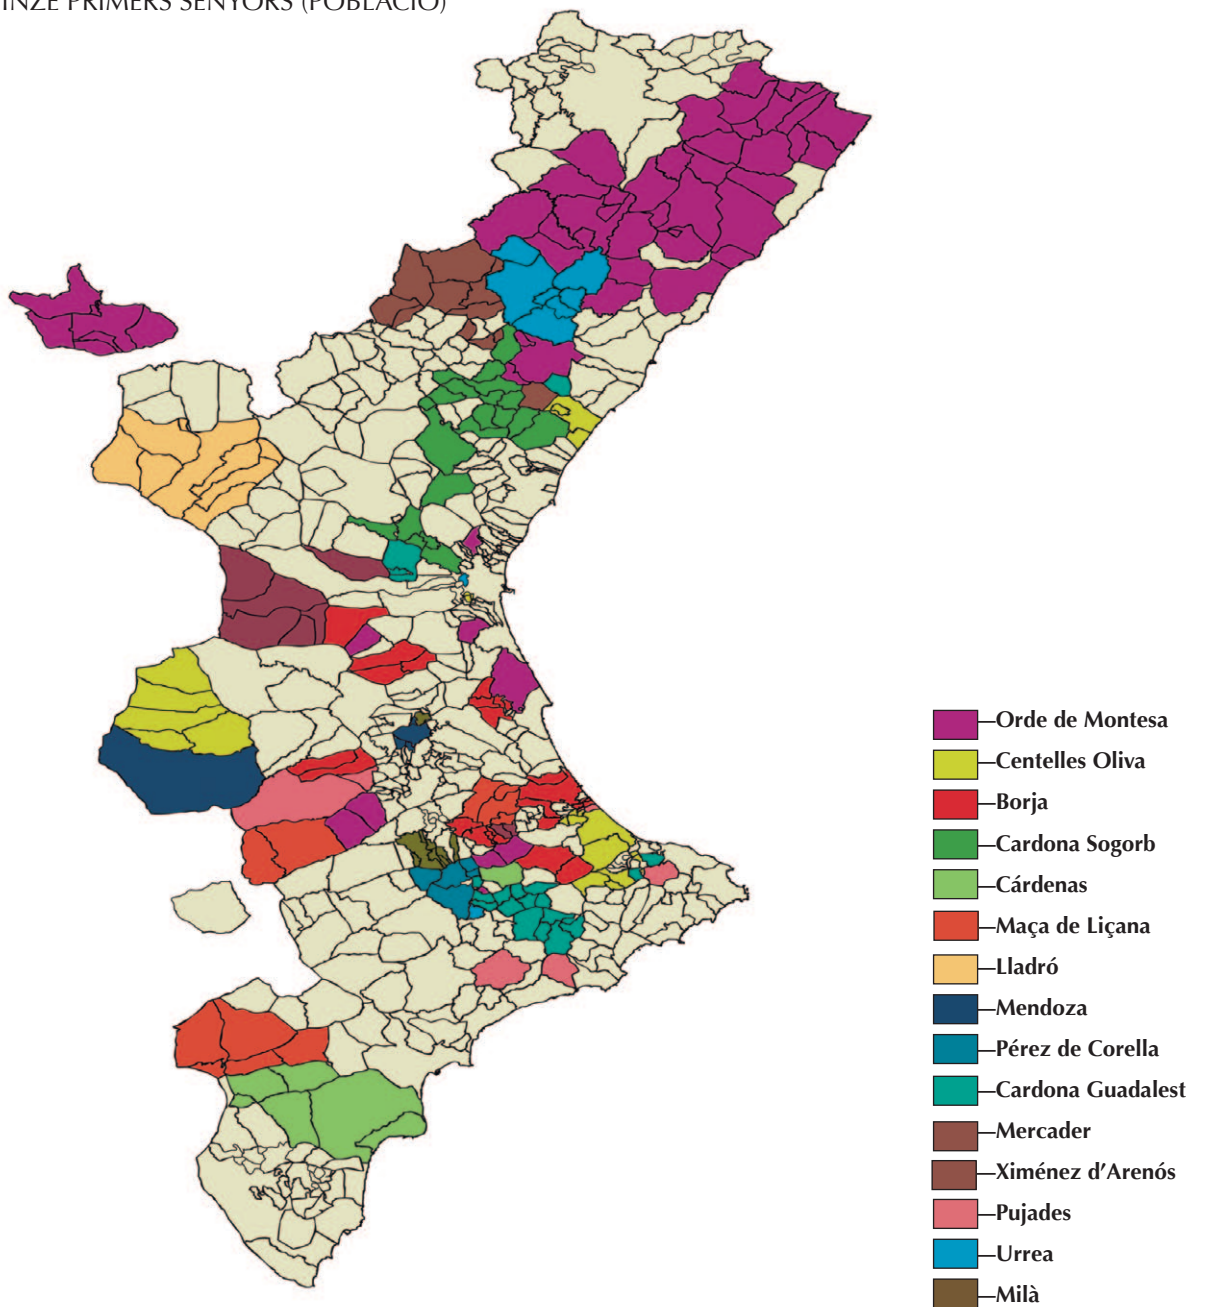 INZE PRIMERS SENYORS (POBLACIÓ)
Orde de Montesa
Centelles Oliva
Borja
Cardona Sogorb
Cárdenas
Maça de Liçana
Lladró
Mendoza
Pérez de Corella
Cardona Guadalest
Mercader
Ximénez d'Arenós
Pujades
Urrea
Milà